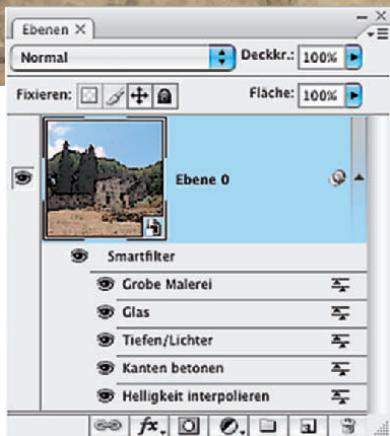 Ebenen
Normal Deckkr.: 100%
Fixieren: Fläche: 100%
Ebene 0
Smartfilter
Grobe Malerei
Glas
Tiefen/Lichter
Kanten betonen
Helligkeit interpolieren
fx.